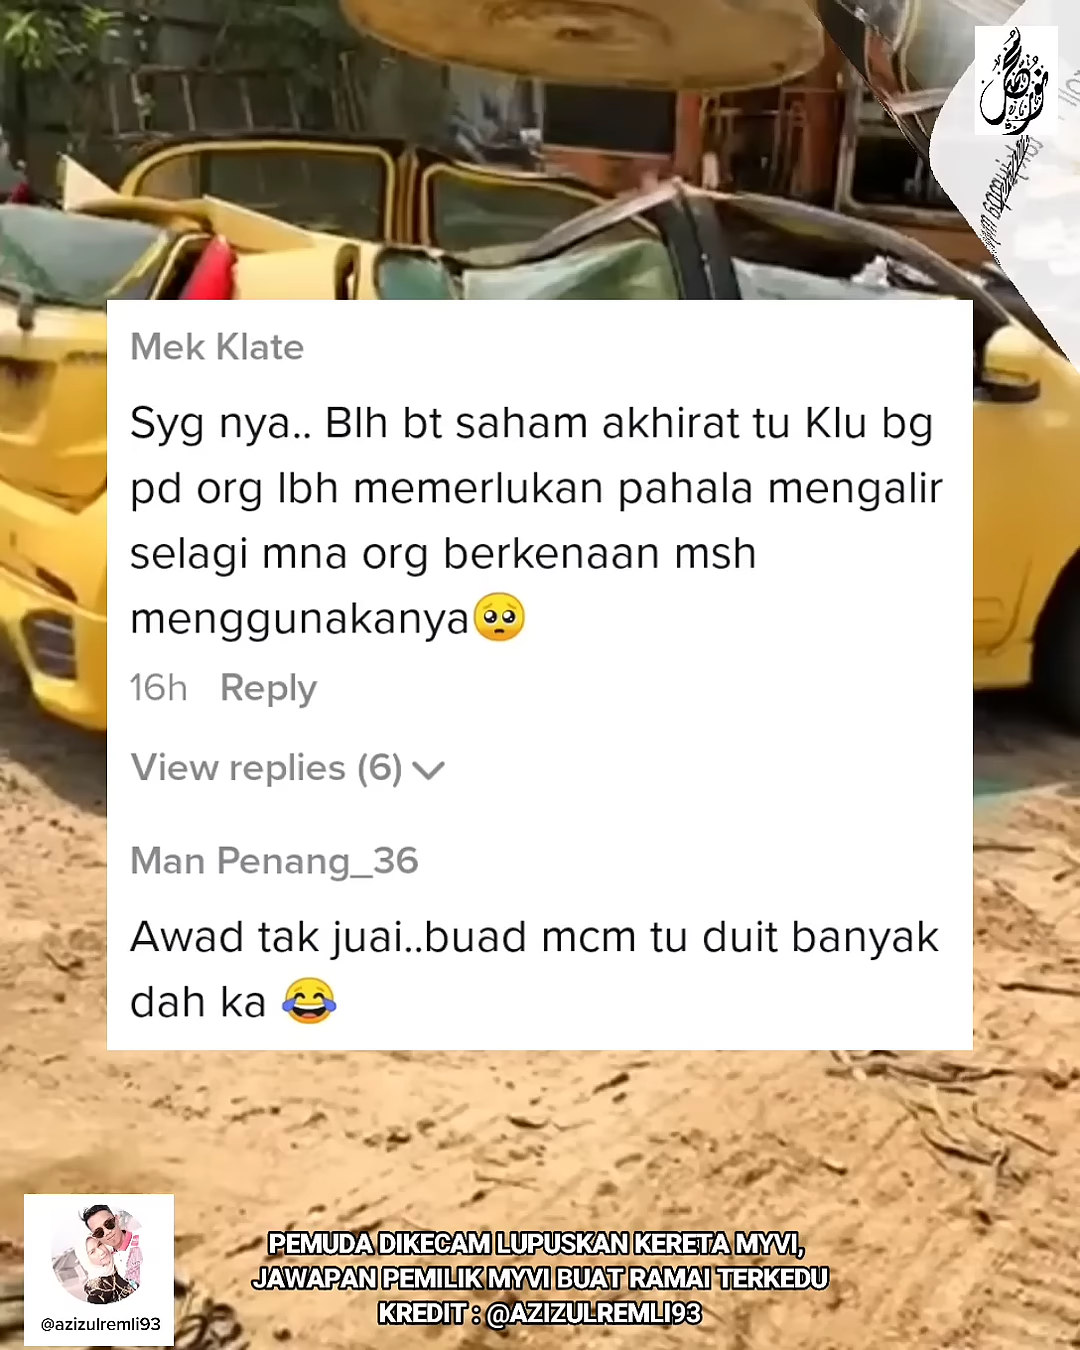 Mek Klate
Syg nya.. Blh bt saham akhirat tu Klu bg
pd org lbh memerlukan pahala mengalir
selagi mna org berkenaan msh
menggunakanya🥺
16h Reply
View replies (6)
Man Penang_36
Awad tak juai..buad mcm tu duit banyak
dah ka 😂
@azizulremli93
PEMUDA DIKECAM LUPUSKAN KERETA MYVI,
JAWAPAN PEMILIK MYVI BUAT RAMAI TERKEDU
KREDIT : @AZIZULREMLI93